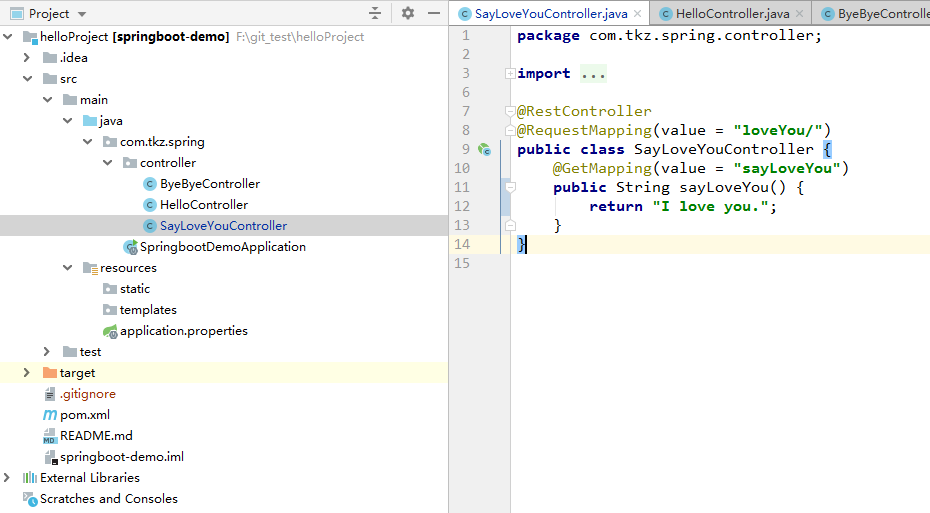 Project
helloProject [springboot-demo] F:\git_test\helloProject
.idea
src
main
java
com.tkz.spring
controller
ByeByeController
HelloController
SayLoveYouController
SpringbootDemoApplication
resources
static
templates
application.properties
test
target
.gitignore
pom.xml
README.md
springboot-demo.iml
External Libraries
Scratches and Consoles
SayLoveYouController.java HelloController.java ByeByeControlle
1 package com.tkz.spring.controller;
2
3 import ...
6
7 @RestController
8 @RequestMapping(value = "loveYou/")
9 public class SayLoveYouController {
10 @GetMapping(value = "sayLoveYou")
11 public String sayLoveYou() {
12 return "I love you.";
13 }
14 }
15